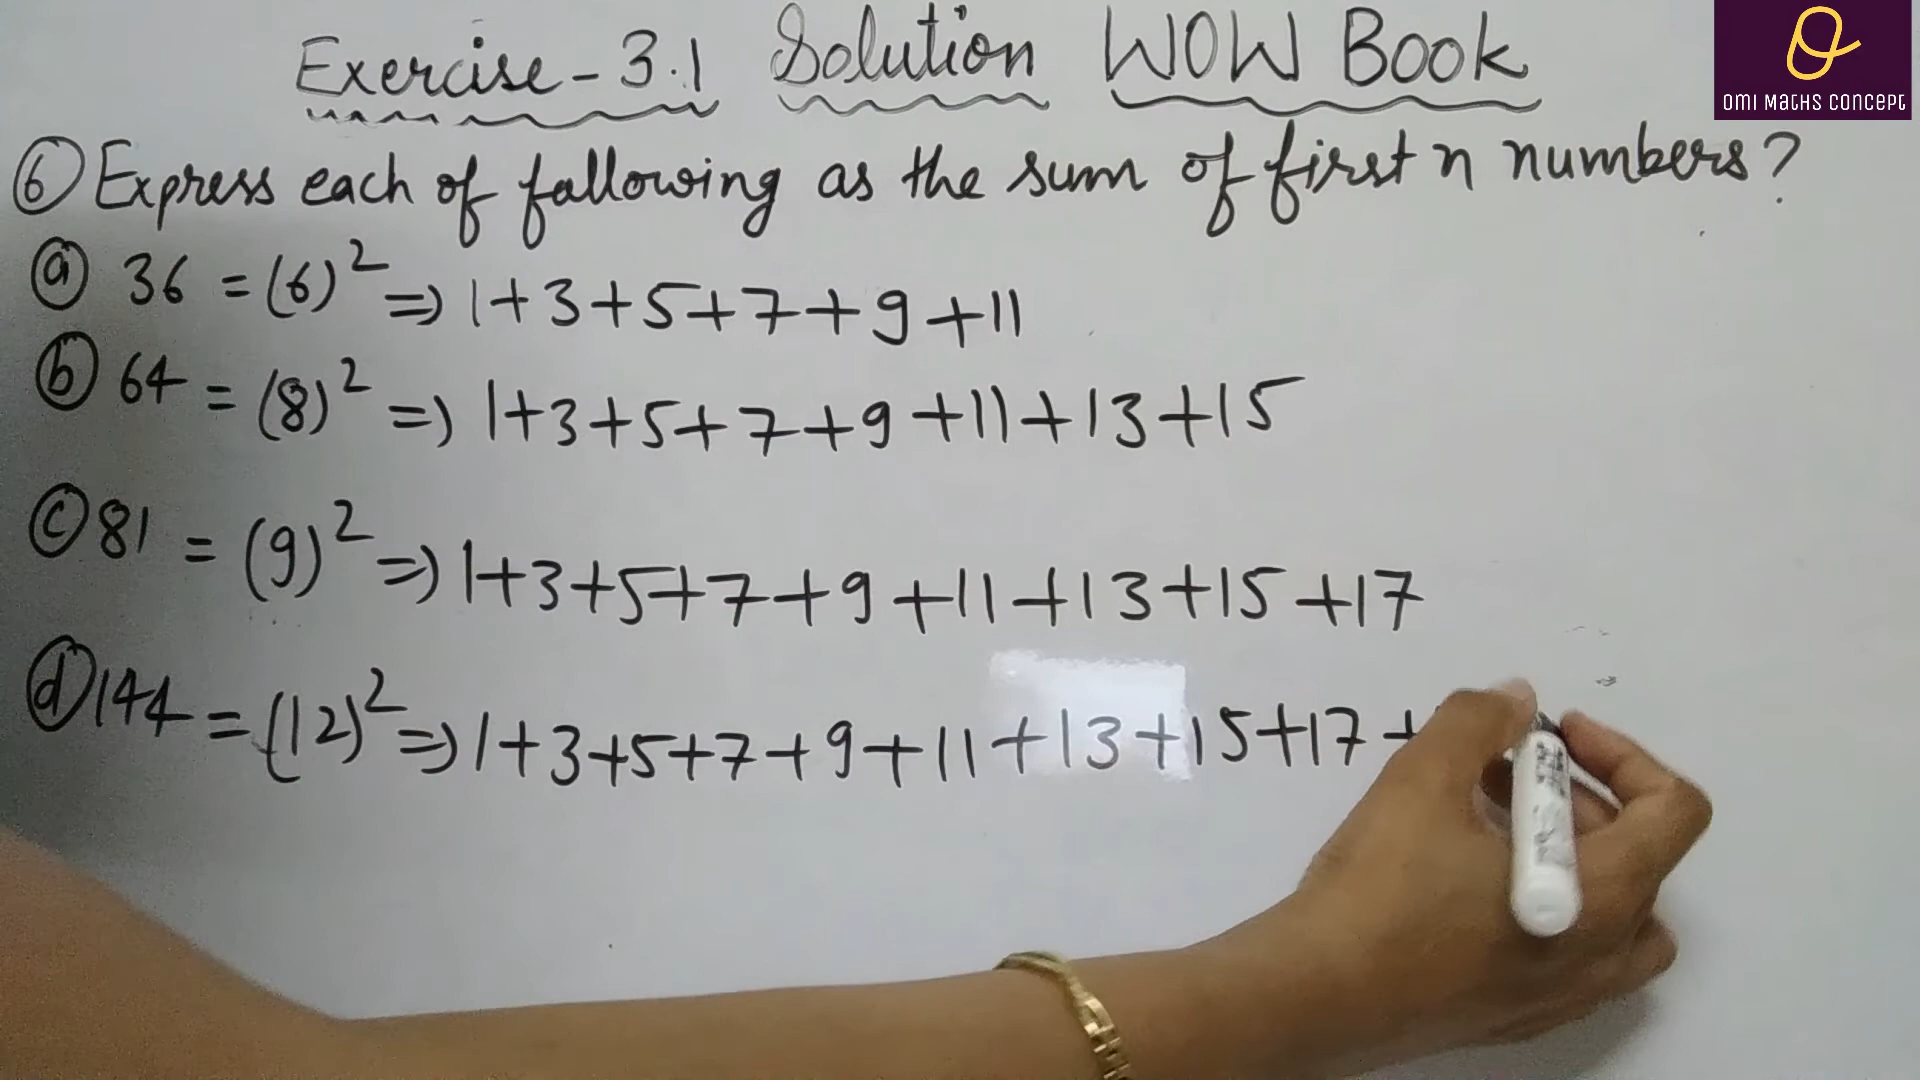 Exercise-3.1 Solution WOW Book
OMI MATHS CONCEPT
⑥ Express each of fallowing as the sum of first n numbers?
ⓐ 36 = (6)² => 1+3+5+7+9+11
ⓑ 64 = (8)² => 1+3+5+7+9+11+13+15
ⓒ 81 = (9)² => 1+3+5+7+9+11+13+15+17
ⓓ 144 = (12)² => 1+3+5+7+9+11+13+15+17+